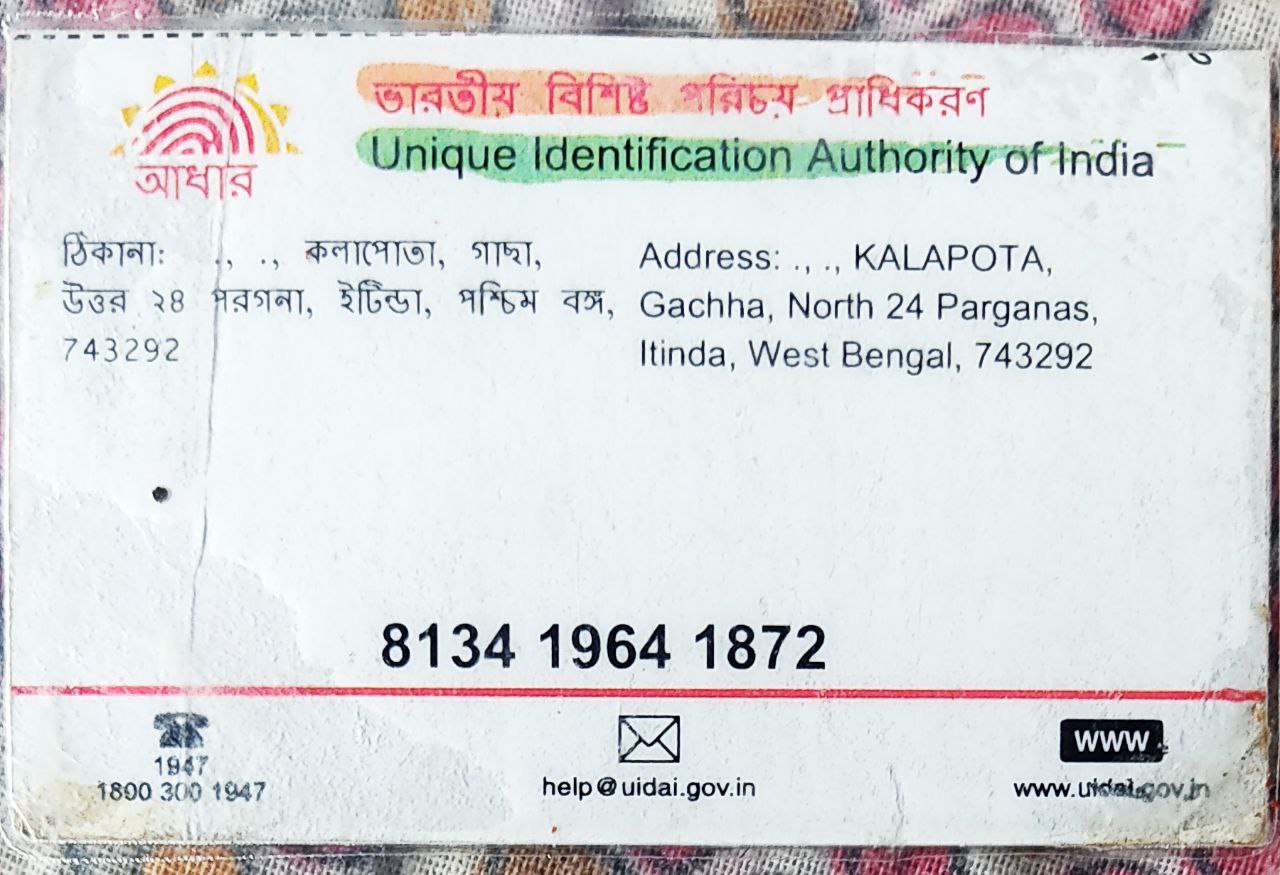 ভারতীয় বিশিষ্ট পরিচয় প্রাধিকরণ
Unique Identification Authority of India
আধার
ঠিকানা: ., ., কলাপোতা, গাছা,
উত্তর ২৪ পরগনা, ইটিন্ডা, পশ্চিম বঙ্গ,
743292
Address: ., ., KALAPOTA,
Gachha, North 24 Parganas,
Itinda, West Bengal, 743292
8134 1964 1872
1947
1800 300 1947
help@uidai.gov.in
www
www.uidai.gov.in